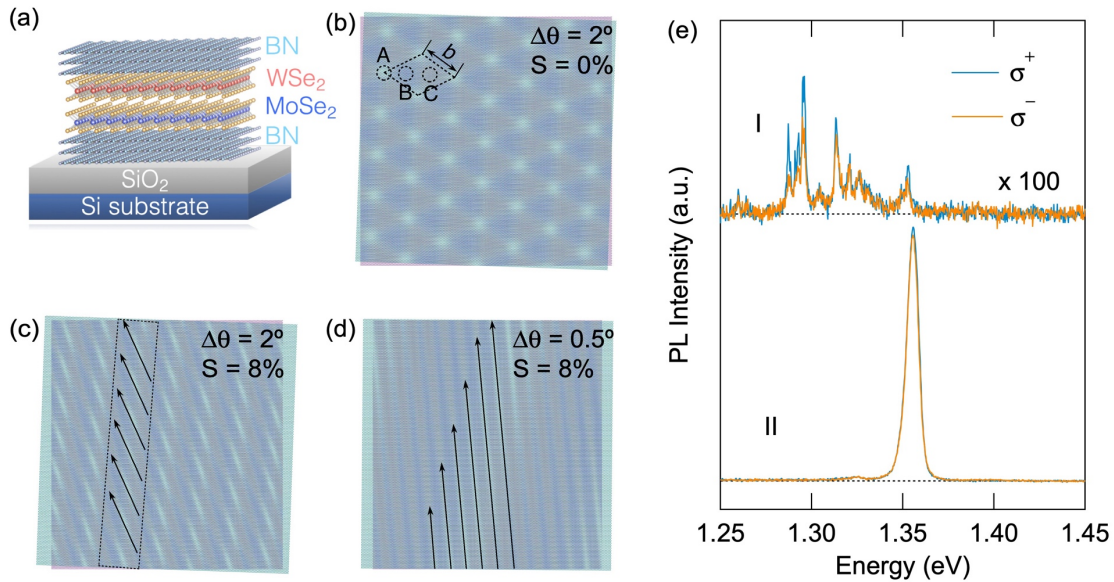 (a)
BN
WSe₂
MoSe₂
BN
SiO₂
Si substrate
(b)
Δθ = 2º
S = 0%
A
B
C
b
(c)
Δθ = 2º
S = 8%
(d)
Δθ = 0.5º
S = 8%
(e)
σ⁺
σ⁻
I
x 100
II
PL Intensity (a.u.)
1.25 1.30 1.35 1.40 1.45
Energy (eV)